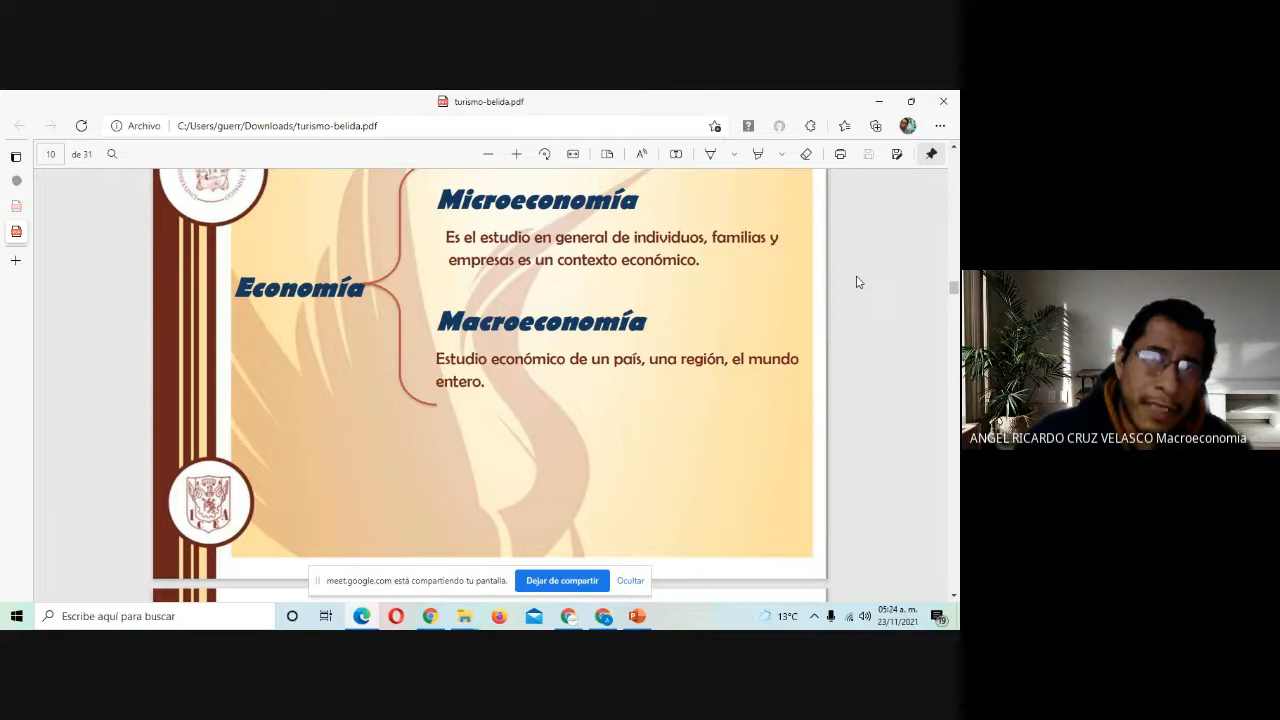 turismo-belida.pdf
Archivo
C:/Users/guerr/Downloads/turismo-belida.pdf
10
de 31
Microeconomía
Es el estudio en general de individuos, familias y
empresas es un contexto económico.
Economía
Macroeconomía
Estudio económico de un país, una región, el mundo
entero.
ICEA
ANGEL RICARDO CRUZ VELASCO Macroeconomia
meet.google.com está compartiendo tu pantalla.
Dejar de compartir
Ocultar
Escribe aquí para buscar
13°C
05:24 a. m.
23/11/2021
19